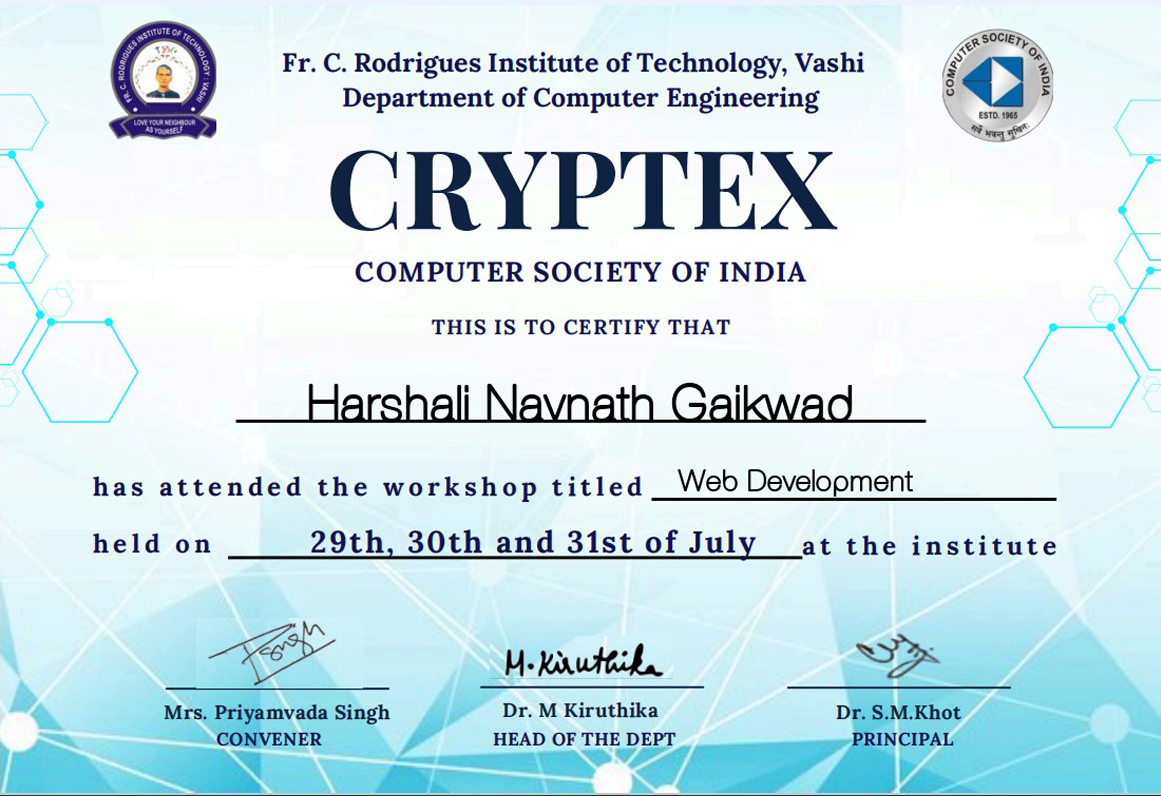 FR. C. RODRIGUES INSTITUTE OF TECHNOLOGY : VASHI
LOVE YOUR NEIGHBOUR
AS YOURSELF
Fr. C. Rodrigues Institute of Technology, Vashi
Department of Computer Engineering
COMPUTER SOCIETY OF INDIA
ESTD. 1965
सर्वे भवन्तु सुखिनः
CRYPTEX
COMPUTER SOCIETY OF INDIA
THIS IS TO CERTIFY THAT
Harshali Navnath Gaikwad
has attended the workshop titled Web Development
held on 29th, 30th and 31st of July at the institute
M. Kiruthika
Mrs. Priyamvada Singh
CONVENER
Dr. M Kiruthika
HEAD OF THE DEPT
Dr. S.M.Khot
PRINCIPAL